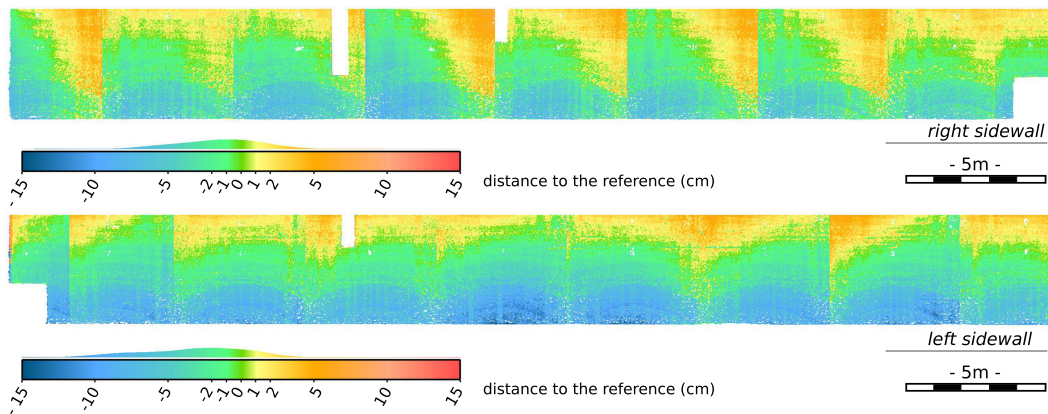 right sidewall
- 5m -
-15 -10 -5 -2 -1 0 1 2 5 10 15
distance to the reference (cm)
left sidewall
- 5m -
-15 -10 -5 -2 -1 0 1 2 5 10 15
distance to the reference (cm)